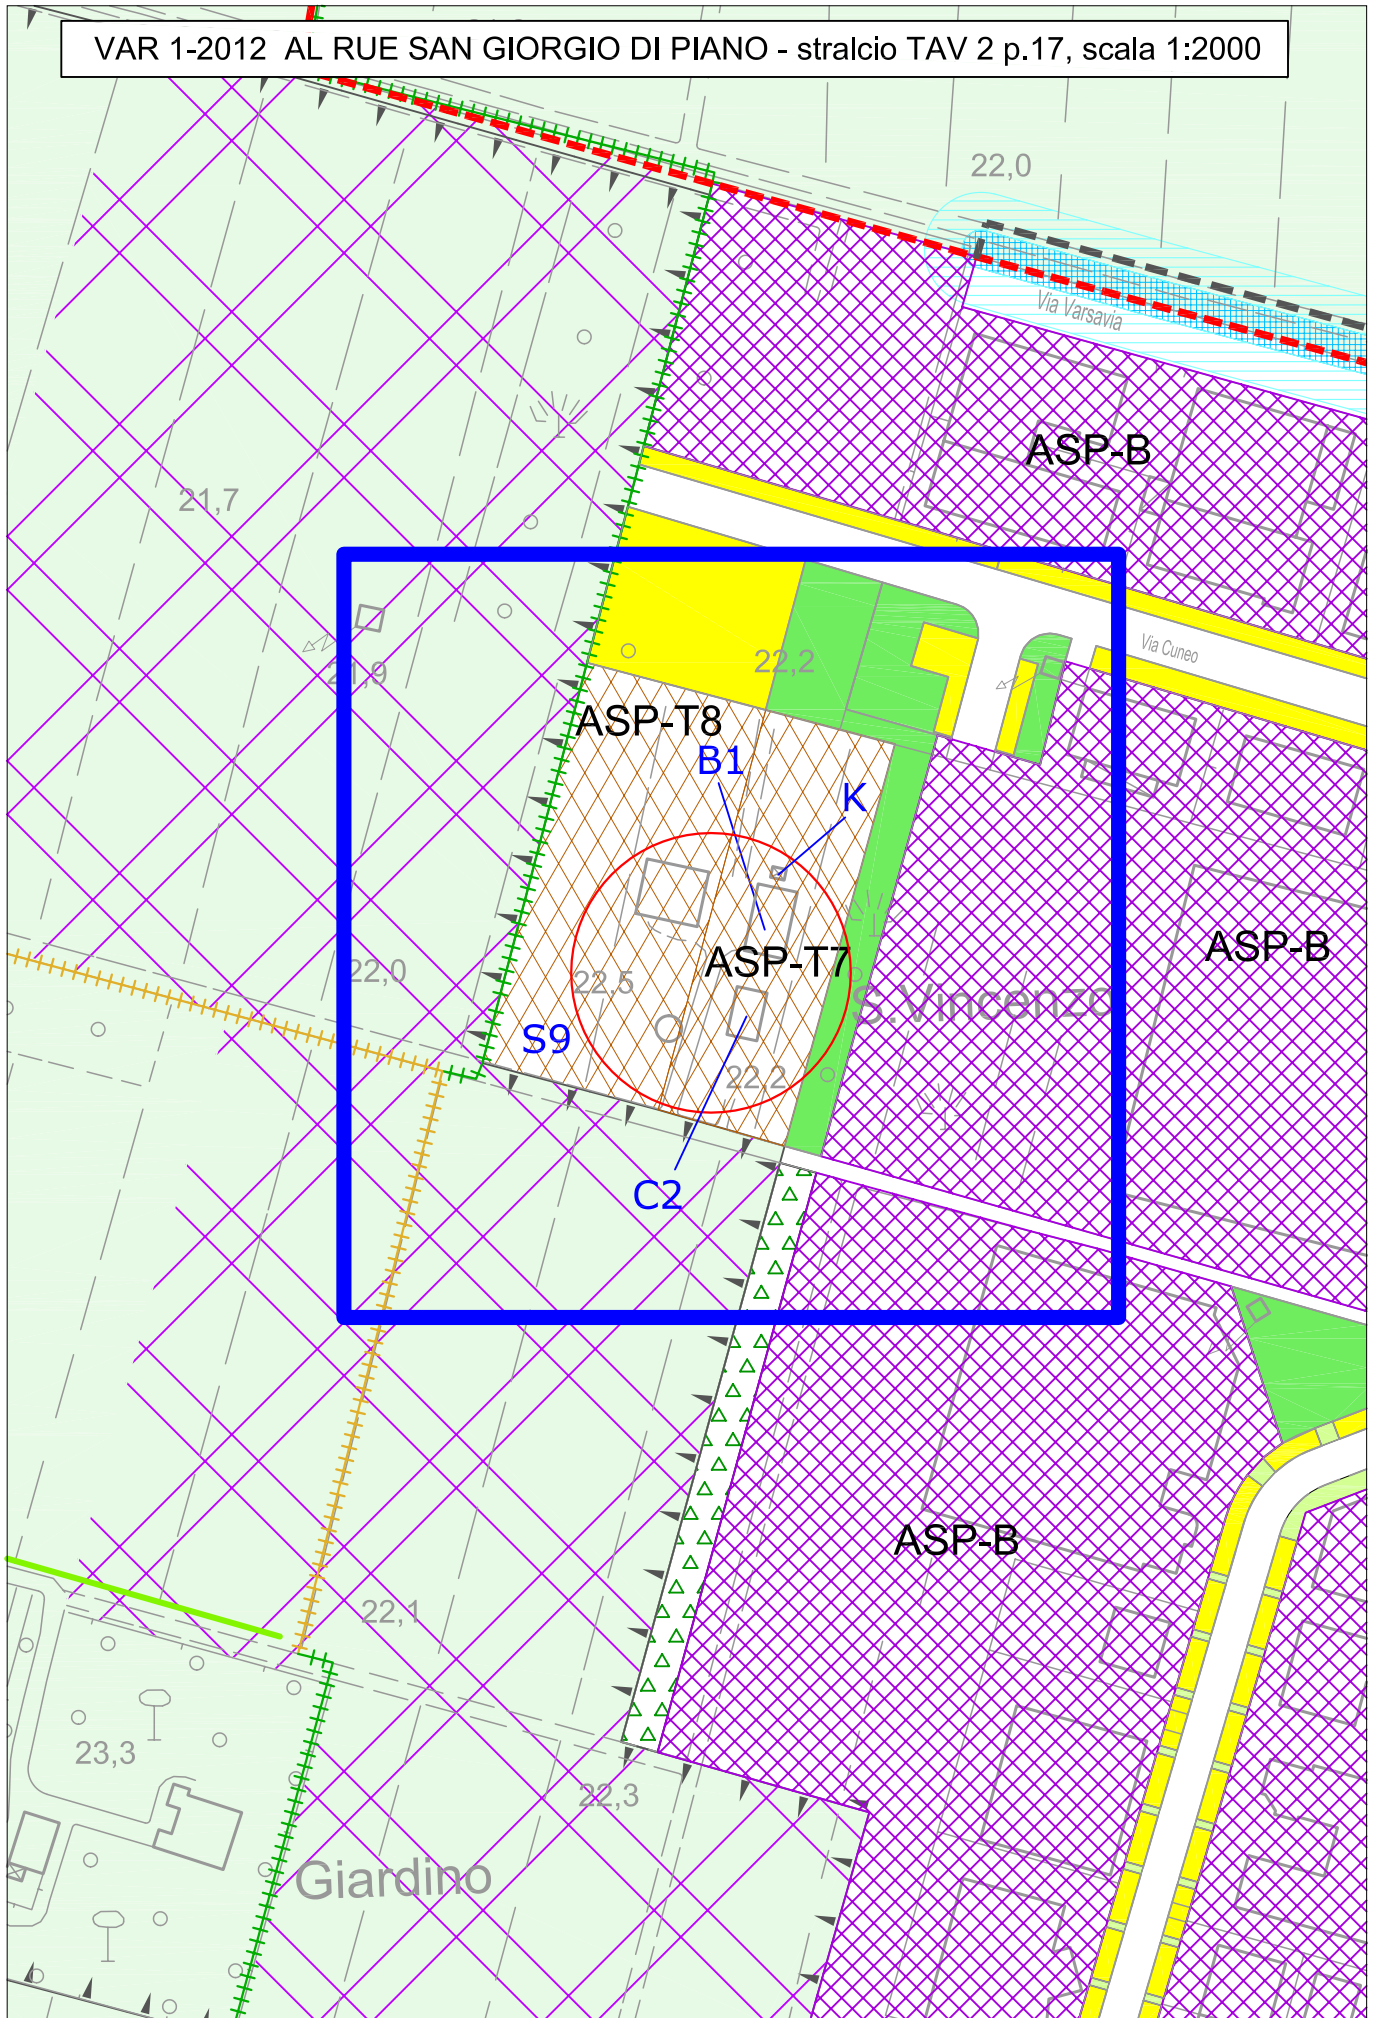 VAR 1-2012 AL RUE SAN GIORGIO DI PIANO - stralcio TAV 2 p.17, scala 1:2000
22,0
Via Varsavia
ASP-B
21,7
Via Cuneo
22,2
21,9
ASP-T8
B1
K
ASP-B
ASP-T7
22,0
22,5
S.Vincenzo
S9
22,2
C2
ASP-B
22,1
23,3
22,3
Giardino